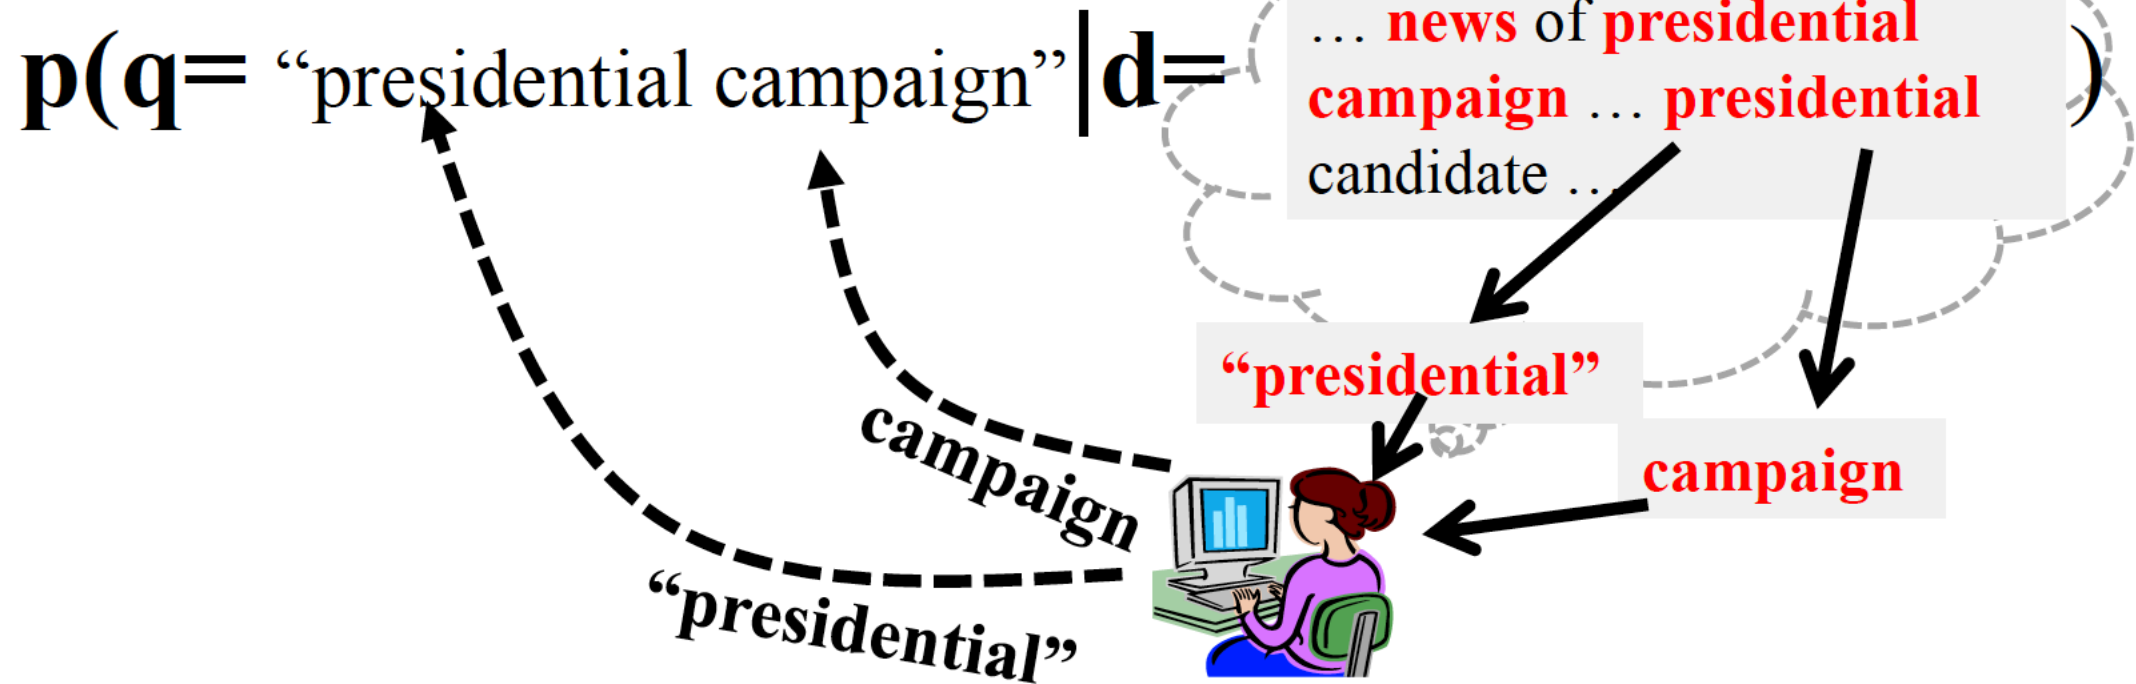 p(q= “presidential campaign” |d=
… news of presidential
campaign … presidential
candidate …
)
“presidential”
campaign
campaign
“presidential”